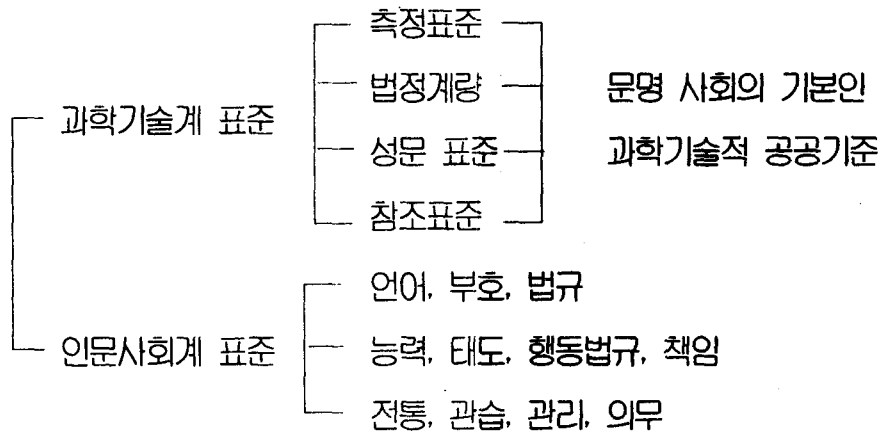 측정표준
법정계량 문명 사회의 기본인
과학기술계 표준
성문 표준 과학기술적 공공기준
참조표준
언어, 부호, 법규
인문사회계 표준 능력, 태도, 행동법규, 책임
전통, 관습, 관리, 의무